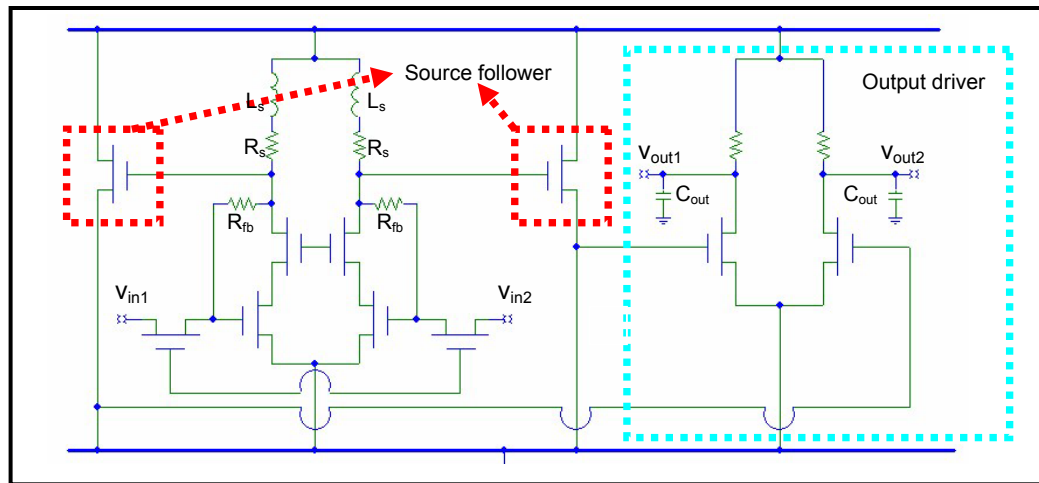 Source follower
Output driver
Ls
Ls
Rs
Rs
Vout1
Vout2
Cout
Cout
Rfb
Rfb
Vin1
Vin2